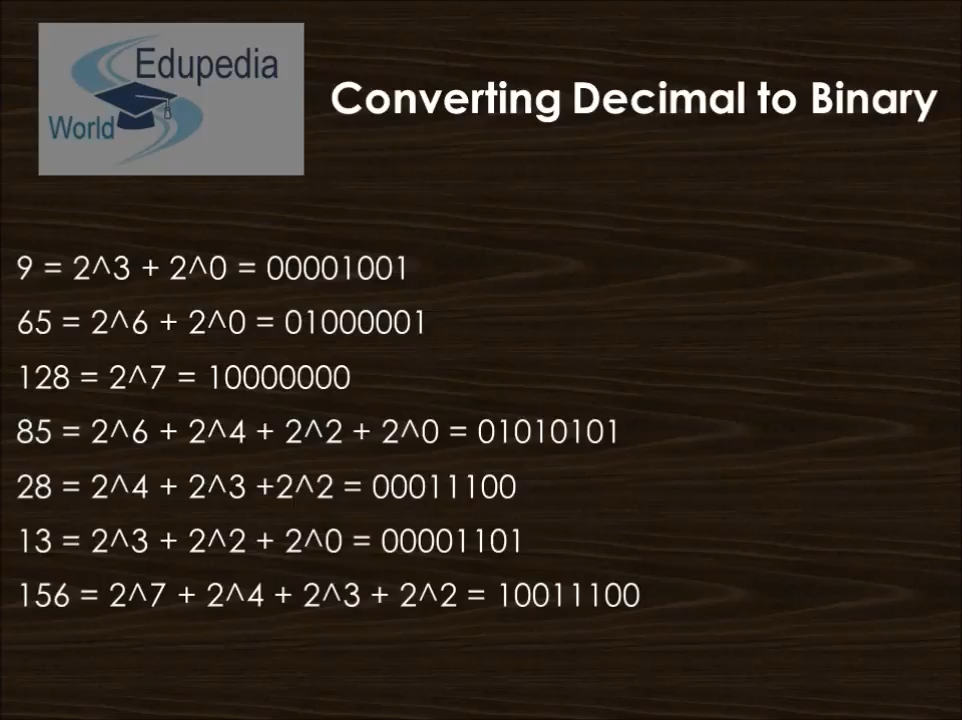 Edupedia
World
Converting Decimal to Binary
9 = 2^3 + 2^0 = 00001001
65 = 2^6 + 2^0 = 01000001
128 = 2^7 = 10000000
85 = 2^6 + 2^4 + 2^2 + 2^0 = 01010101
28 = 2^4 + 2^3 +2^2 = 00011100
13 = 2^3 + 2^2 + 2^0 = 00001101
156 = 2^7 + 2^4 + 2^3 + 2^2 = 10011100